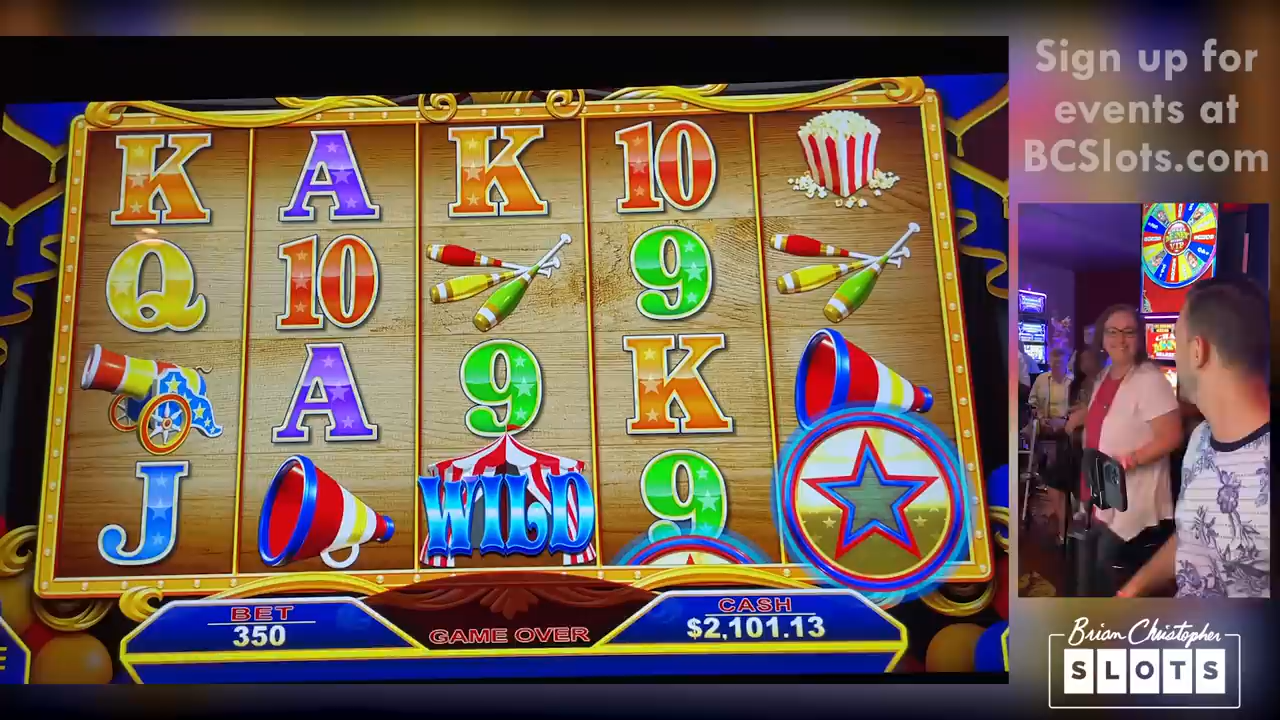 Sign up for
events at
BCSlots.com
K A K 10
Q 10 9
A 9 K
J WILD 9
BET
350
GAME OVER
CASH
$2,101.13
Brian Christopher
SLOTS